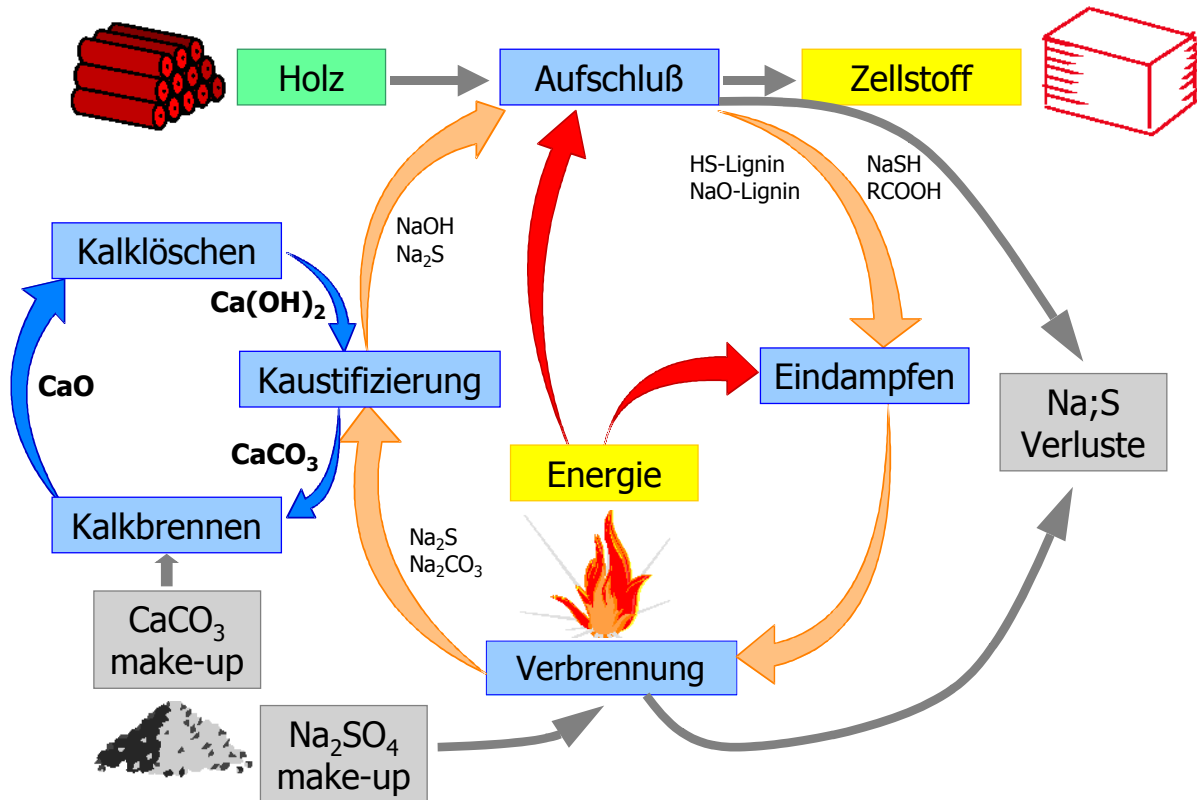 Holz
Aufschluß
Zellstoff
HS-Lignin
NaO-Lignin
NaSH
RCOOH
NaOH
Na₂S
Kalklöschen
Ca(OH)₂
CaO
Kaustifizierung
Eindampfen
Na;S
Verluste
CaCO₃
Energie
Kalkbrennen
Na₂S
Na₂CO₃
CaCO₃
make-up
Verbrennung
Na₂SO₄
make-up